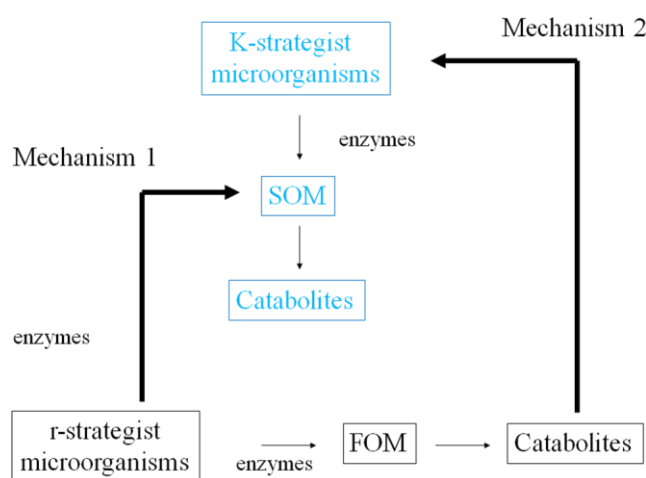 Mechanism 2
K-strategist
microorganisms
enzymes
Mechanism 1
SOM
Catabolites
enzymes
r-strategist
microorganisms
enzymes
FOM
Catabolites